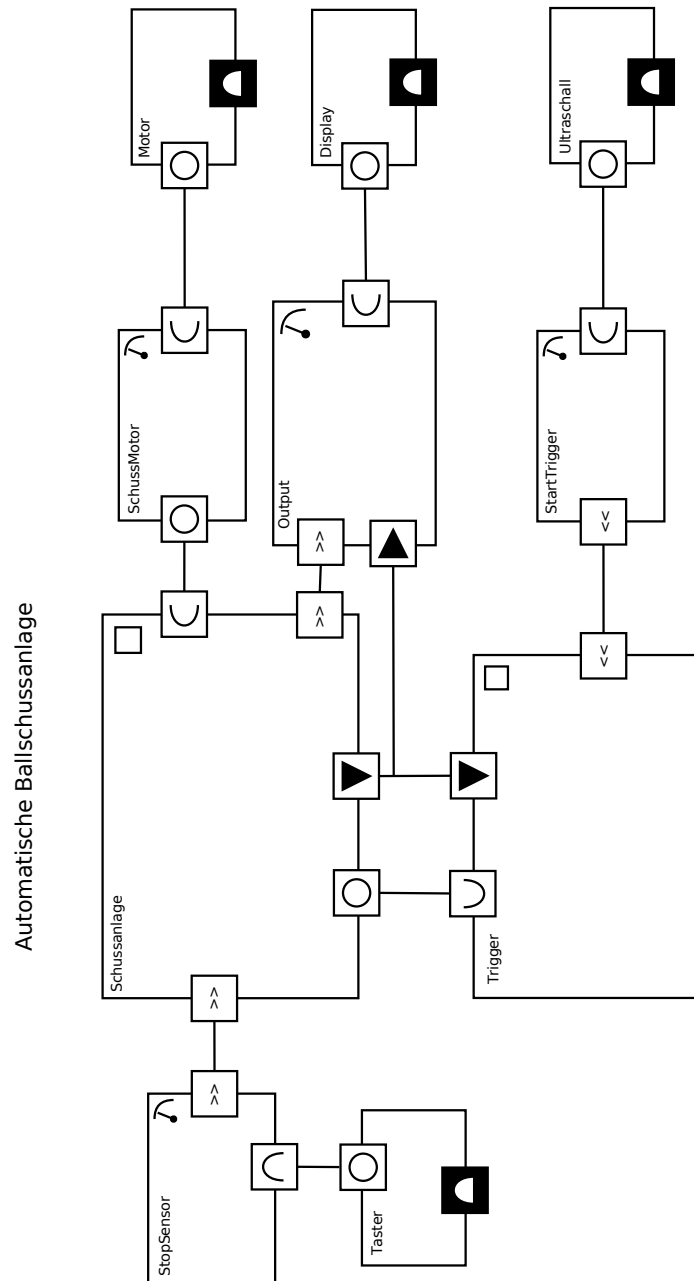 Automatische Ballschussanlage
Schussanlage
SchussMotor
Motor
StopSensor
>>
>>
Output
>>
>>
Display
Taster
Trigger
StartTrigger
Ultraschall
<<
<<